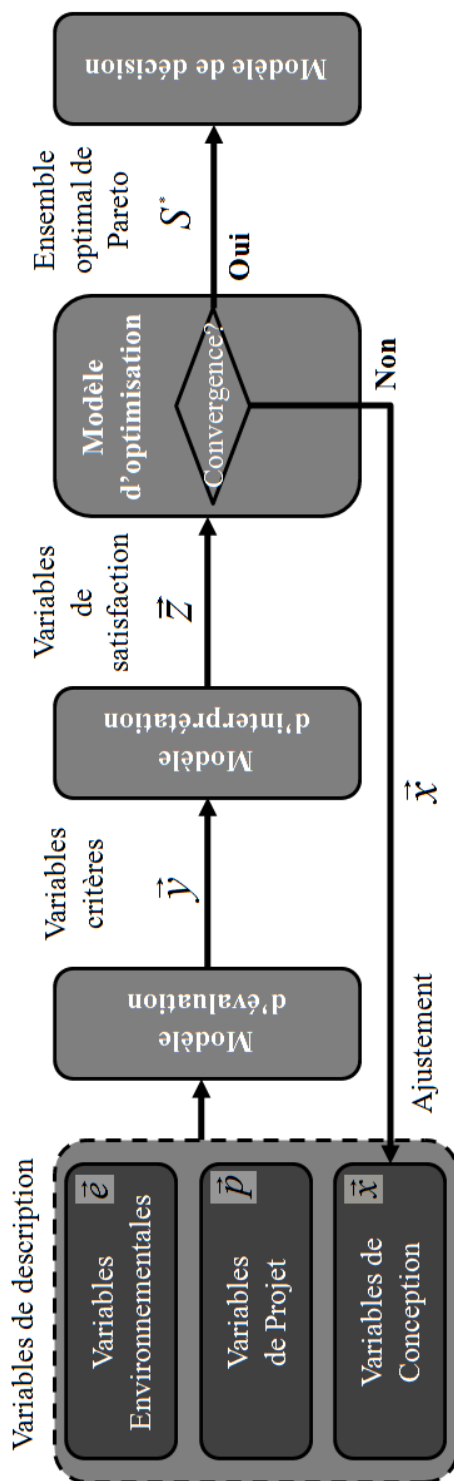 Variables de description
Variables
Environnementales
e⃗
Variables
de Projet
p⃗
Variables de
Conception
x⃗
Modèle
d'évaluation
Variables
critères
y⃗
Modèle
d'interprétation
Variables
de
satisfaction
z⃗
Modèle
d'optimisation
Convergence?
Oui
Non
Ensemble
optimal de
Pareto
S*
Modèle de décision
Ajustement
x⃗